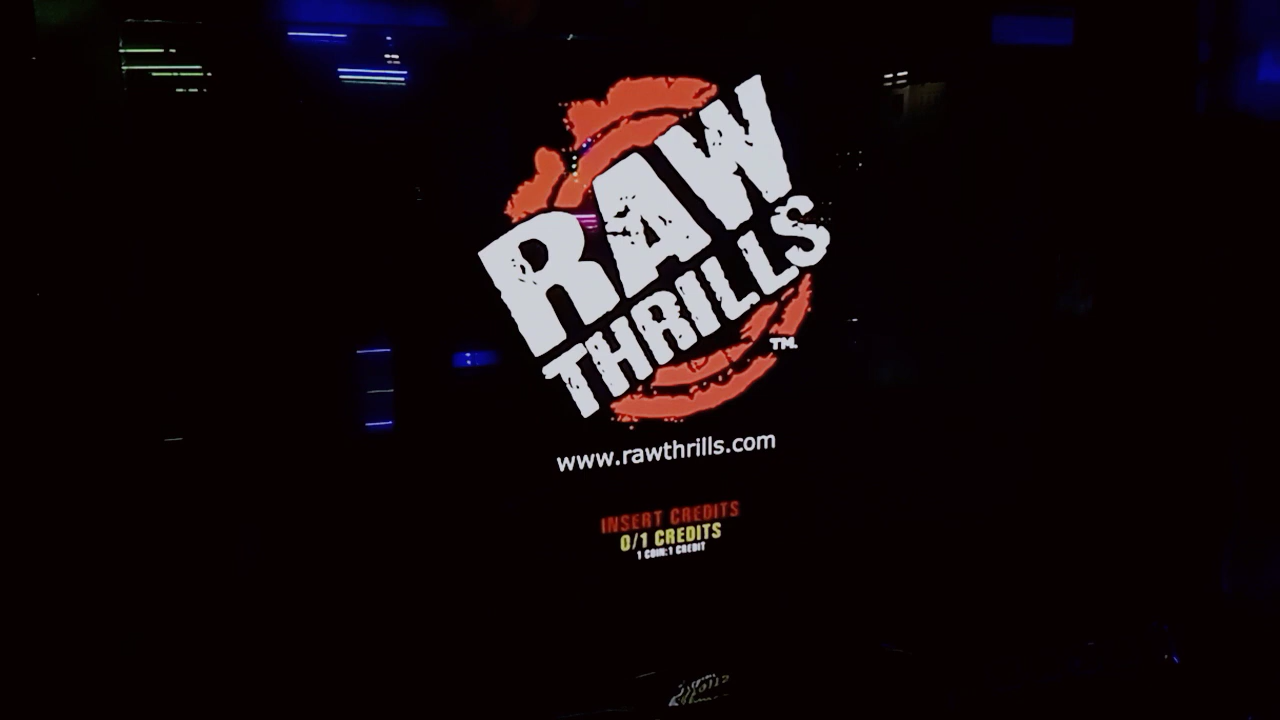 RAW
THRILLS
TM.
www.rawthrills.com
INSERT CREDITS
0/1 CREDITS
1 COIN:1 CREDIT